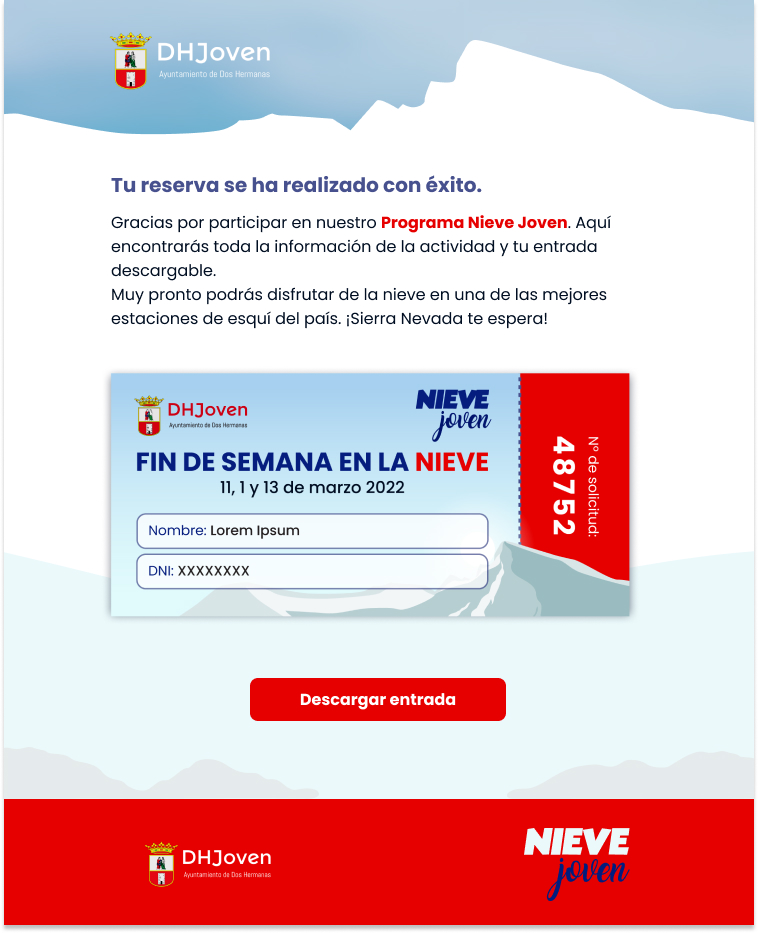 DHJoven
Ayuntamiento de Dos Hermanas
Tu reserva se ha realizado con éxito.
Gracias por participar en nuestro Programa Nieve Joven. Aquí
encontrarás toda la información de la actividad y tu entrada
descargable.
Muy pronto podrás disfrutar de la nieve en una de las mejores
estaciones de esquí del país. ¡Sierra Nevada te espera!
DHJoven
Ayuntamiento de Dos Hermanas
NIEVE
joven
FIN DE SEMANA EN LA NIEVE
11, 1 y 13 de marzo 2022
Nombre: Lorem Ipsum
DNI: XXXXXXXX
Nº de solicitud:
48752
Descargar entrada
DHJoven
Ayuntamiento de Dos Hermanas
NIEVE
joven